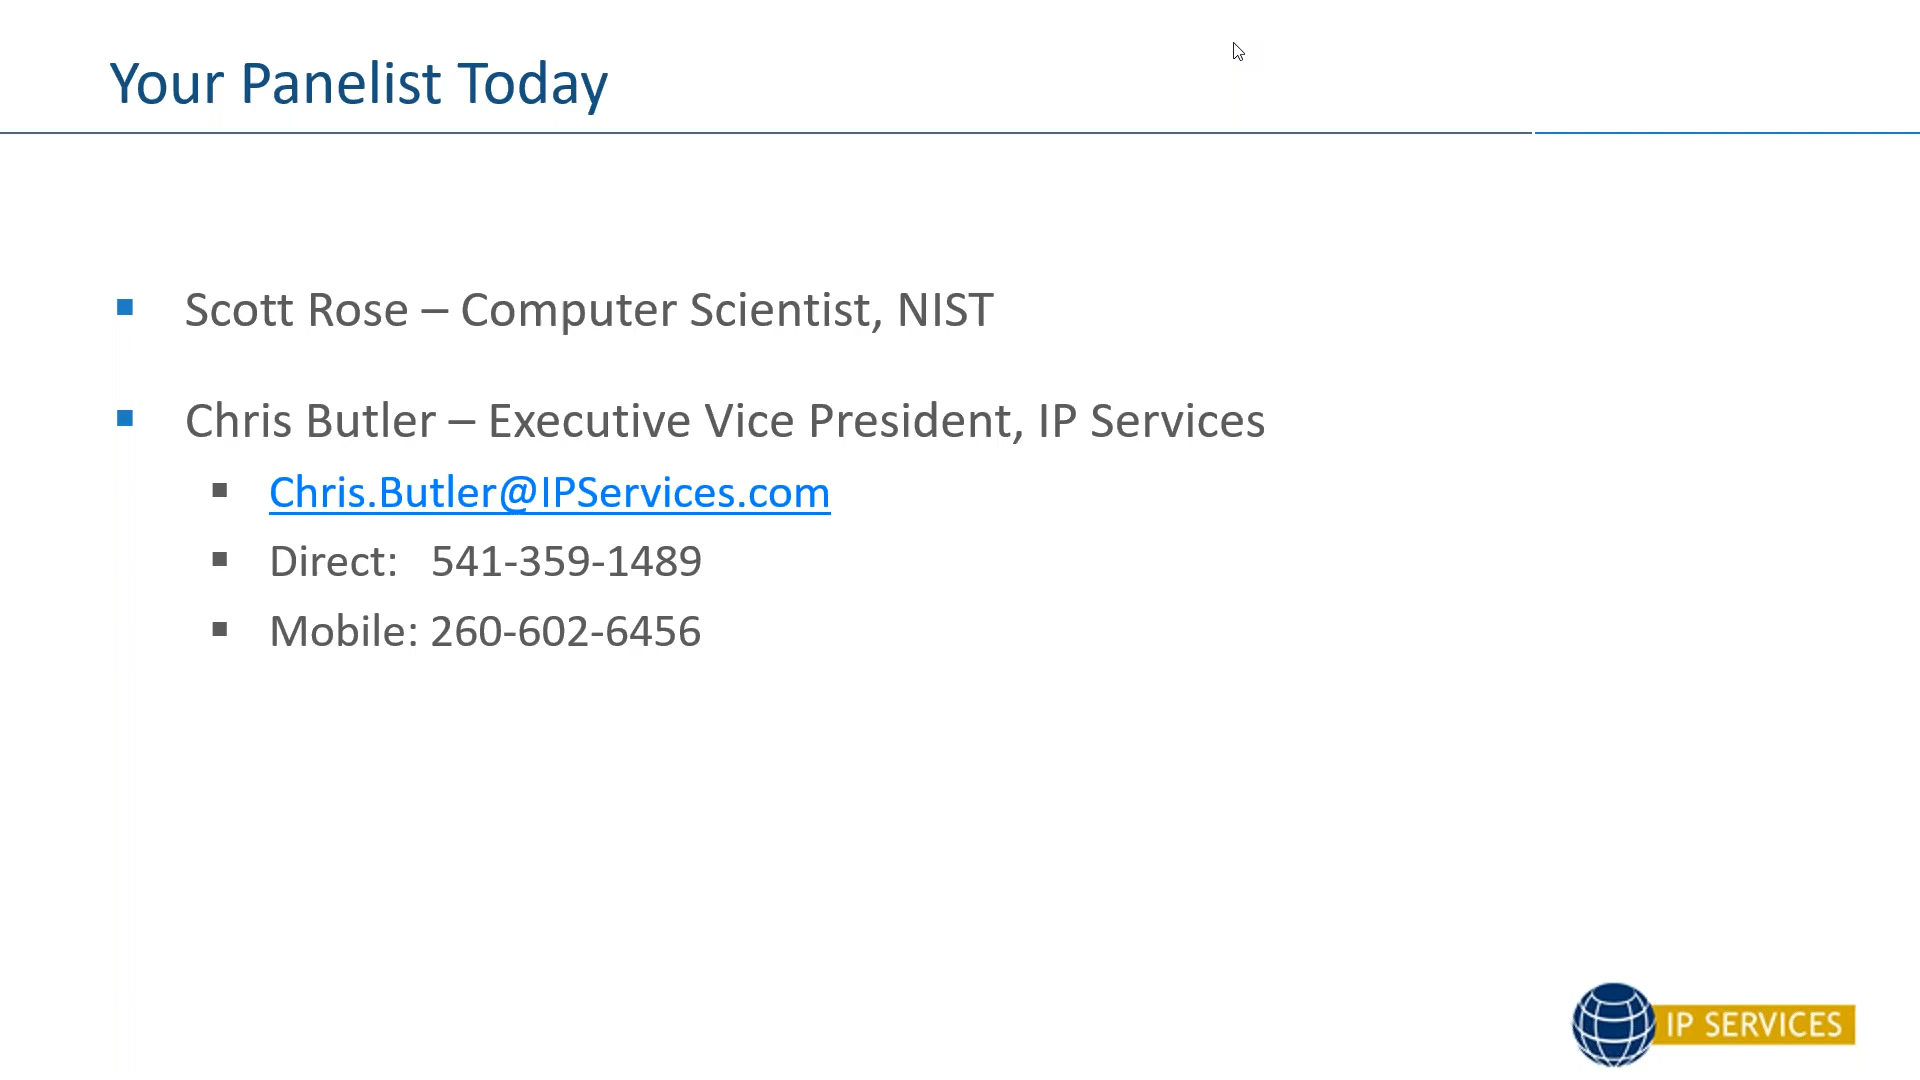 Your Panelist Today
Scott Rose – Computer Scientist, NIST
Chris Butler – Executive Vice President, IP Services
Chris.Butler@IPServices.com
Direct: 541-359-1489
Mobile: 260-602-6456
IP SERVICES